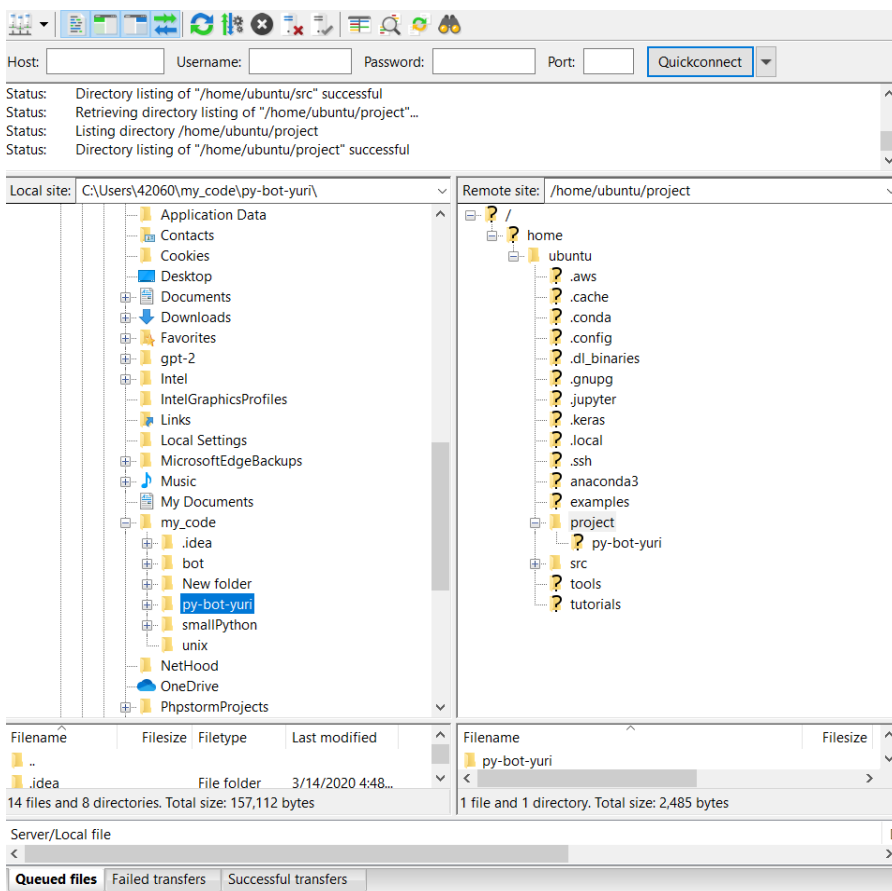 Host: Username: Password: Port: Quickconnect
Status: Directory listing of "/home/ubuntu/src" successful
Status: Retrieving directory listing of "/home/ubuntu/project"...
Status: Listing directory /home/ubuntu/project
Status: Directory listing of "/home/ubuntu/project" successful
Local site: C:\Users\42060\my_code\py-bot-yuri\
Application Data
Contacts
Cookies
Desktop
Documents
Downloads
Favorites
gpt-2
Intel
IntelGraphicsProfiles
Links
Local Settings
MicrosoftEdgeBackups
Music
My Documents
my_code
.idea
bot
New folder
py-bot-yuri
smallPython
unix
NetHood
OneDrive
PhpstormProjects
Filename Filesize Filetype Last modified
..
.idea File folder 3/14/2020 4:48...
14 files and 8 directories. Total size: 157,112 bytes
Remote site: /home/ubuntu/project
/
home
ubuntu
.aws
.cache
.conda
.config
.dl_binaries
.gnupg
.jupyter
.keras
.local
.ssh
anaconda3
examples
project
py-bot-yuri
src
tools
tutorials
Filename Filesize
py-bot-yuri
1 file and 1 directory. Total size: 2,485 bytes
Server/Local file
Queued files Failed transfers Successful transfers